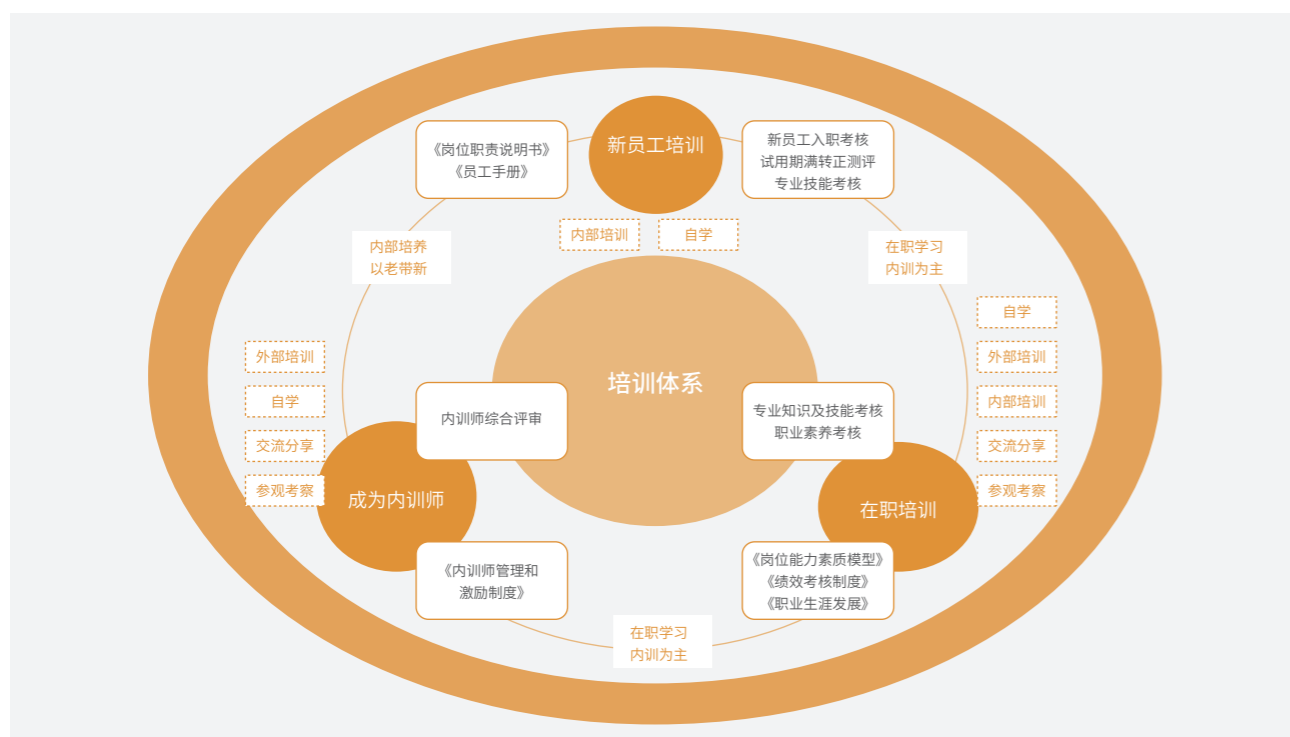 新员工培训
《岗位职责说明书》
《员工手册》
新员工入职考核
试用期满转正测评
专业技能考核
内部培训
自学
内部培养
以老带新
在职学习
内训为主
自学
外部培训
内部培训
交流分享
参观考察
外部培训
自学
交流分享
参观考察
培训体系
内训师综合评审
专业知识及技能考核
职业素养考核
成为内训师
在职培训
《内训师管理和
激励制度》
《岗位能力素质模型》
《绩效考核制度》
《职业生涯发展》
在职学习
内训为主